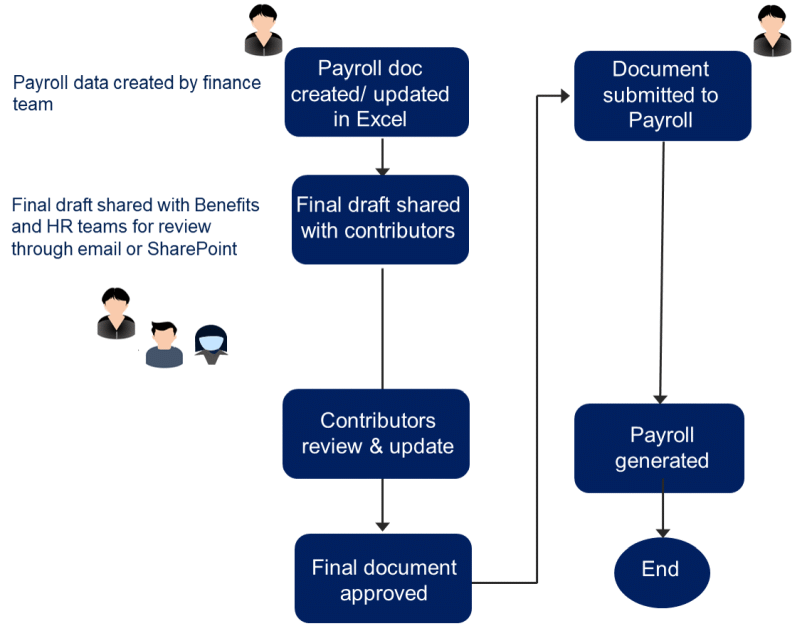 Payroll data created by finance
team
Payroll doc
created/ updated
in Excel
Final draft shared with Benefits
and HR teams for review
through email or SharePoint
Final draft shared
with contributors
Contributors
review & update
Final document
approved
Document
submitted to
Payroll
Payroll
generated
End